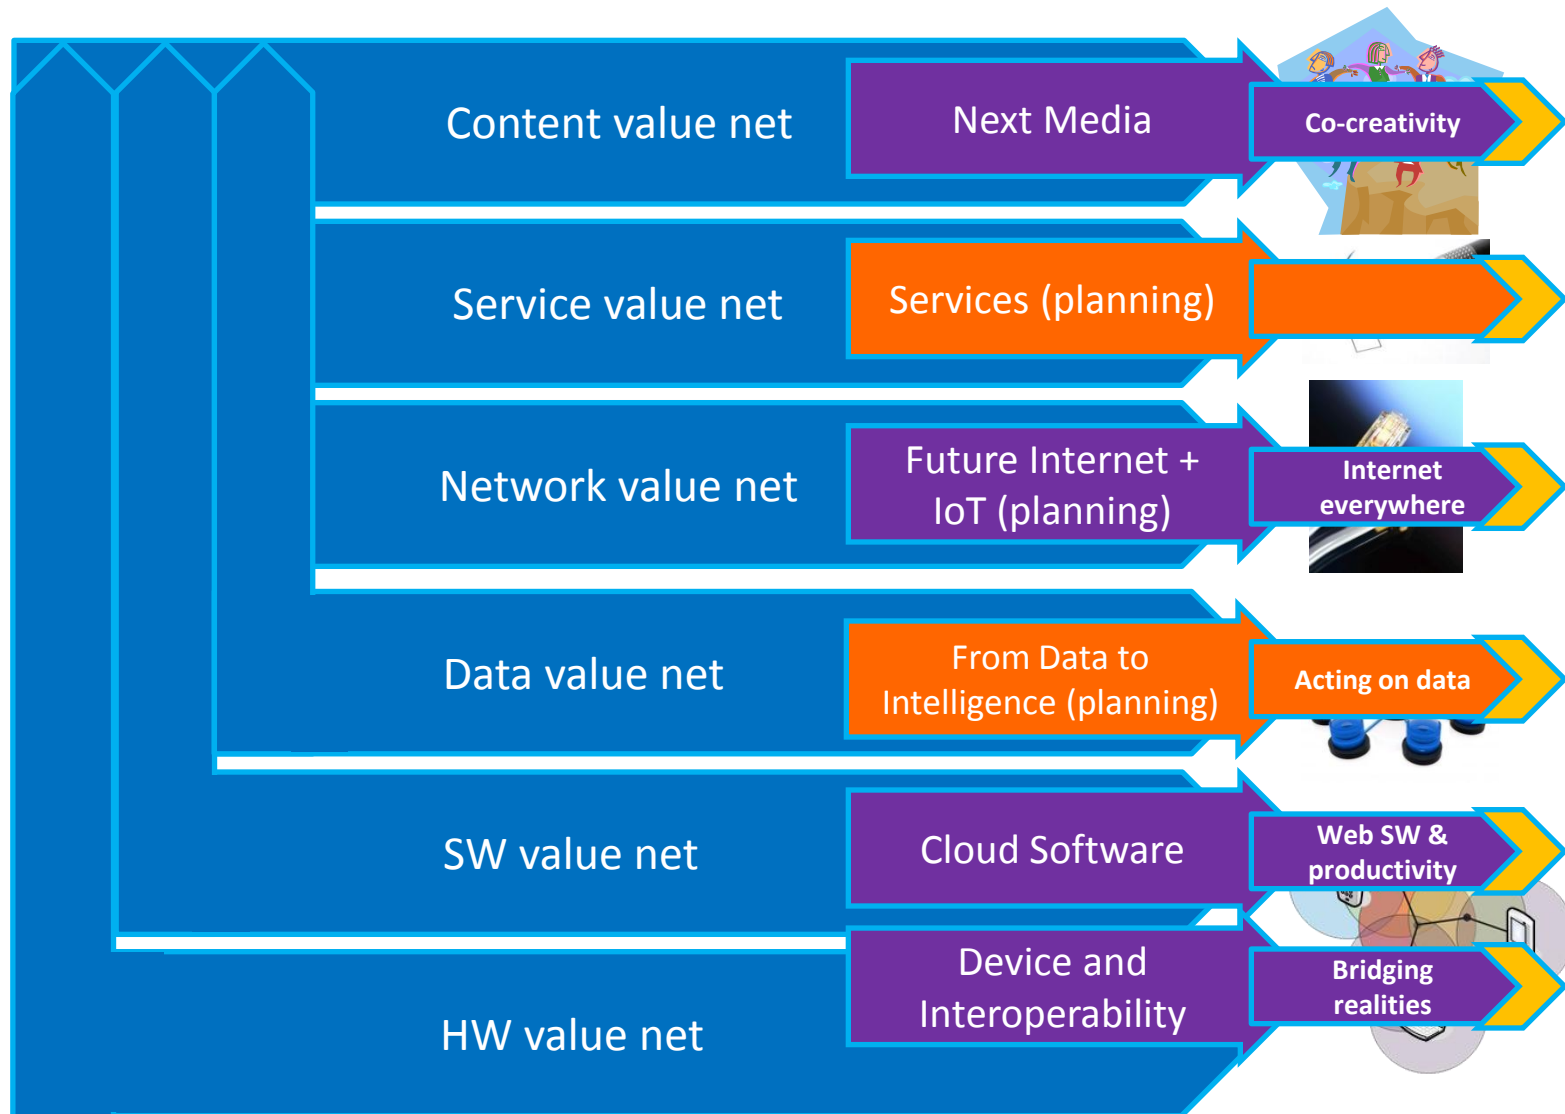 Content value net
Next Media
Co-creativity
Service value net
Services (planning)
Network value net
Future Internet +
IoT (planning)
Internet
everywhere
Data value net
From Data to
Intelligence (planning)
Acting on data
SW value net
Cloud Software
Web SW &
productivity
HW value net
Device and
Interoperability
Bridging
realities